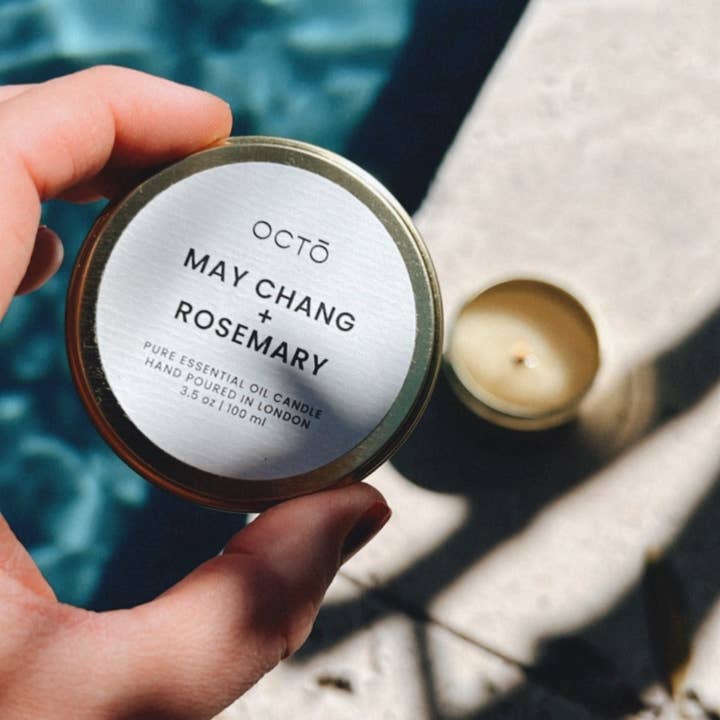 OCTŌ
MAY CHANG
+
ROSEMARY
PURE ESSENTIAL OIL CANDLE
HAND POURED IN LONDON
3.5 oz | 100 ml